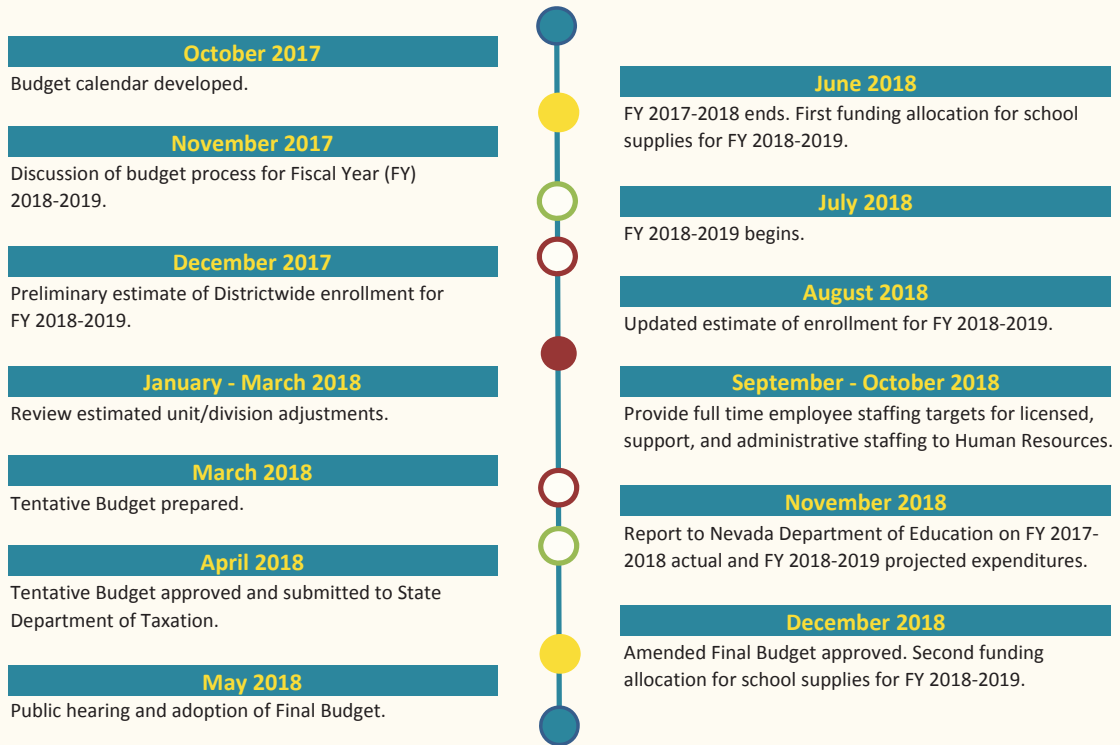 October 2017
Budget calendar developed.
November 2017
Discussion of budget process for Fiscal Year (FY)
2018-2019.
December 2017
Preliminary estimate of Districtwide enrollment for
FY 2018-2019.
January - March 2018
Review estimated unit/division adjustments.
March 2018
Tentative Budget prepared.
April 2018
Tentative Budget approved and submitted to State
Department of Taxation.
May 2018
Public hearing and adoption of Final Budget.
June 2018
FY 2017-2018 ends. First funding allocation for school
supplies for FY 2018-2019.
July 2018
FY 2018-2019 begins.
August 2018
Updated estimate of enrollment for FY 2018-2019.
September - October 2018
Provide full time employee staffing targets for licensed,
support, and administrative staffing to Human Resources.
November 2018
Report to Nevada Department of Education on FY 2017-
2018 actual and FY 2018-2019 projected expenditures.
December 2018
Amended Final Budget approved. Second funding
allocation for school supplies for FY 2018-2019.